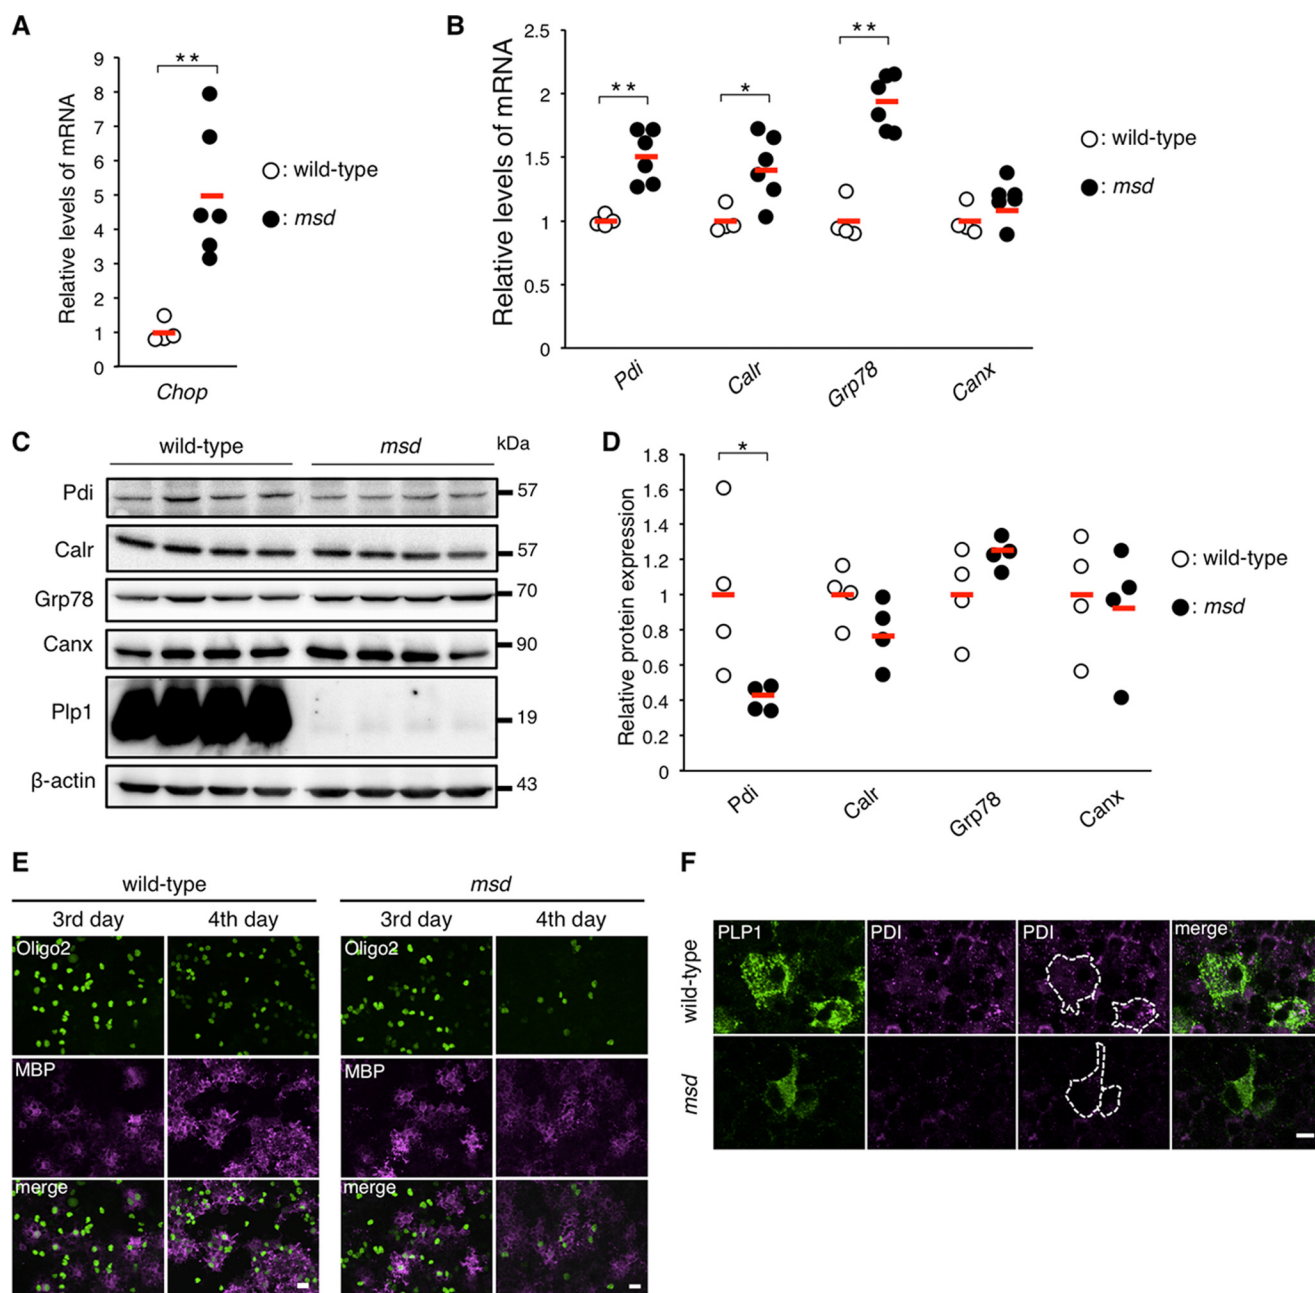 A
Relative levels of mRNA
9
8
7
6
5
4
3
2
1
0
**
Chop
○: wild-type
●: msd
B
Relative levels of mRNA
2.5
2
1.5
1
0.5
0
**
*
**
Pdi
Calr
Grp78
Canx
○: wild-type
●: msd
C
wild-type
msd
kDa
Pdi
57
Calr
57
Grp78
70
Canx
90
Plp1
19
β-actin
43
D
Relative protein expression
1.8
1.6
1.4
1.2
1
0.8
0.6
0.4
0.2
0
*
Pdi
Calr
Grp78
Canx
○: wild-type
●: msd
E
wild-type
msd
3rd day
4th day
3rd day
4th day
Oligo2
Oligo2
MBP
MBP
merge
merge
F
wild-type
PLP1
PDI
PDI
merge
msd